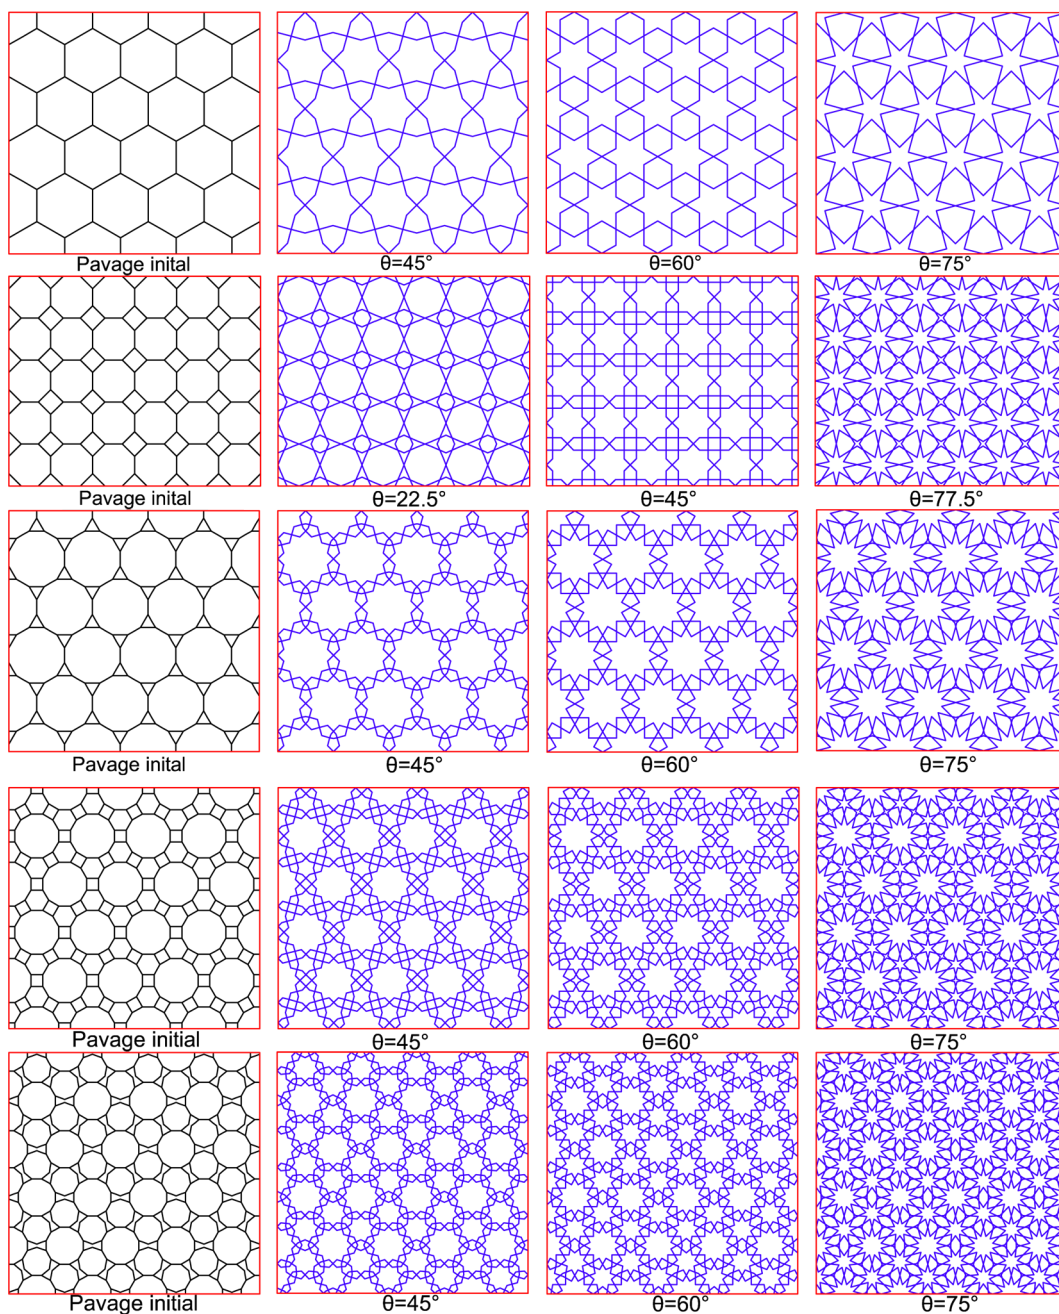 Pavage inital
θ=45°
θ=60°
θ=75°
Pavage inital
θ=22.5°
θ=45°
θ=77.5°
Pavage inital
θ=45°
θ=60°
θ=75°
Pavage initial
θ=45°
θ=60°
θ=75°
Pavage initial
θ=45°
θ=60°
θ=75°